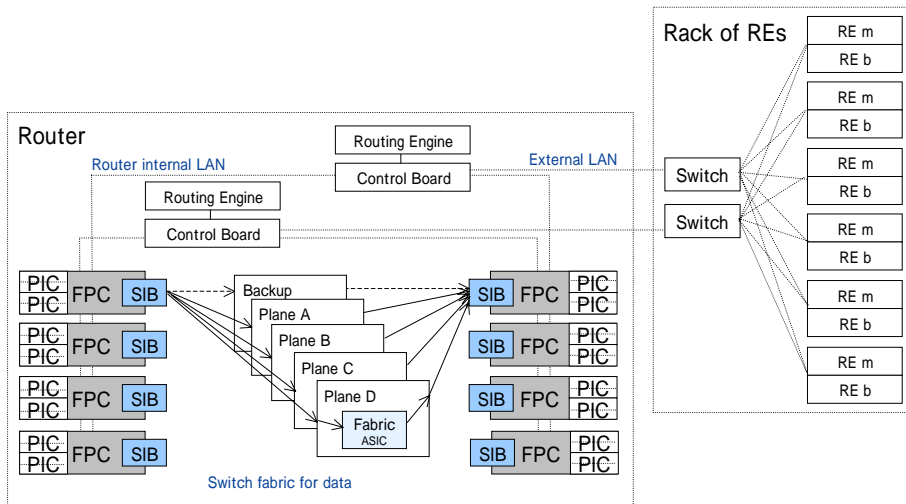 Rack of REs
RE m
RE b
RE m
RE b
RE m
RE b
RE m
RE b
RE m
RE b
RE m
RE b
Switch
Switch
Router
Routing Engine
Control Board
Router internal LAN
External LAN
Routing Engine
Control Board
PIC
PIC
FPC
SIB
PIC
PIC
FPC
SIB
PIC
PIC
FPC
SIB
PIC
PIC
FPC
SIB
Backup
Plane A
Plane B
Plane C
Plane D
Fabric
ASIC
SIB
FPC
PIC
PIC
SIB
FPC
PIC
PIC
SIB
FPC
PIC
PIC
SIB
FPC
PIC
PIC
Switch fabric for data